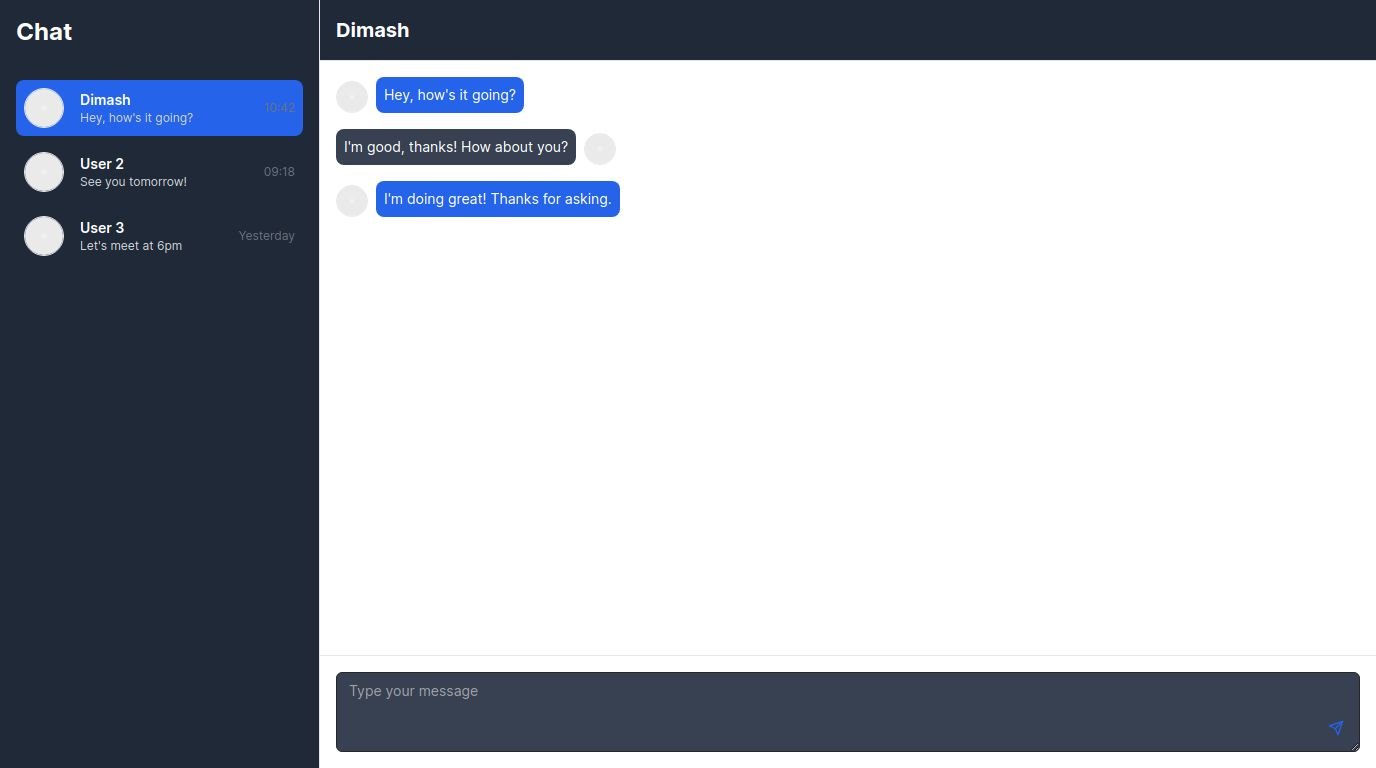 Chat
Dimash
Hey, how's it going?
10:42
User 2
See you tomorrow!
09:18
User 3
Let's meet at 6pm
Yesterday
Dimash
Hey, how's it going?
I'm good, thanks! How about you?
I'm doing great! Thanks for asking.
Type your message